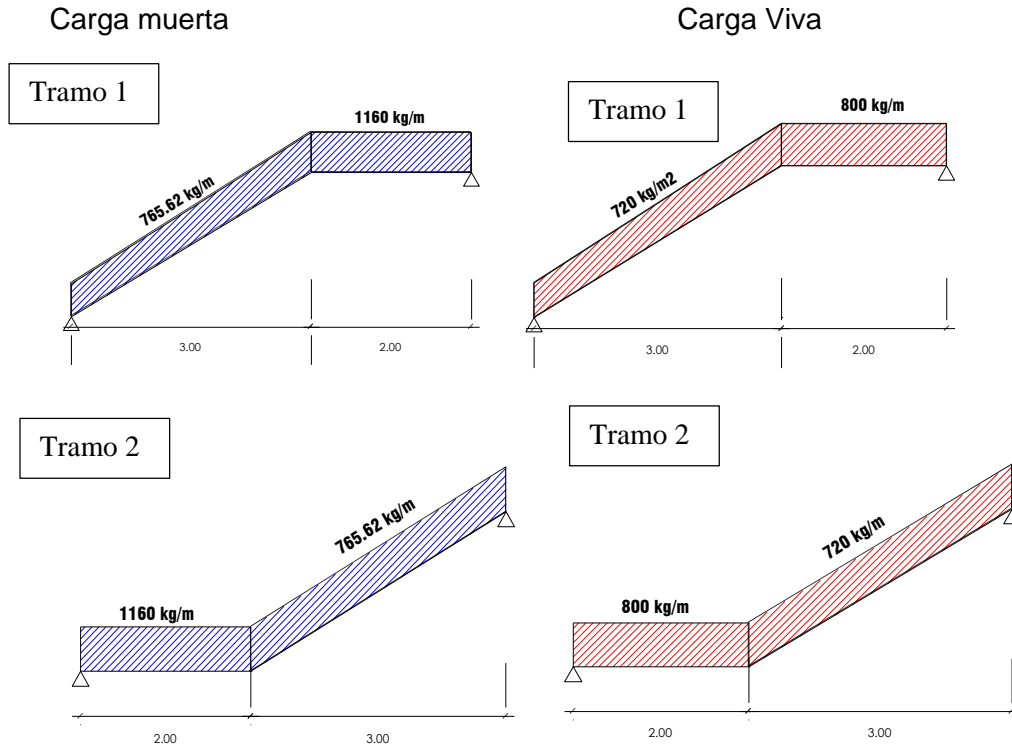 Carga muerta
Carga Viva
Tramo 1
1160 kg/m
765.62 kg/m
3.00
2.00
Tramo 1
800 kg/m
720 kg/m2
3.00
2.00
Tramo 2
765.62 kg/m
1160 kg/m
2.00
3.00
Tramo 2
720 kg/m
800 kg/m
2.00
3.00